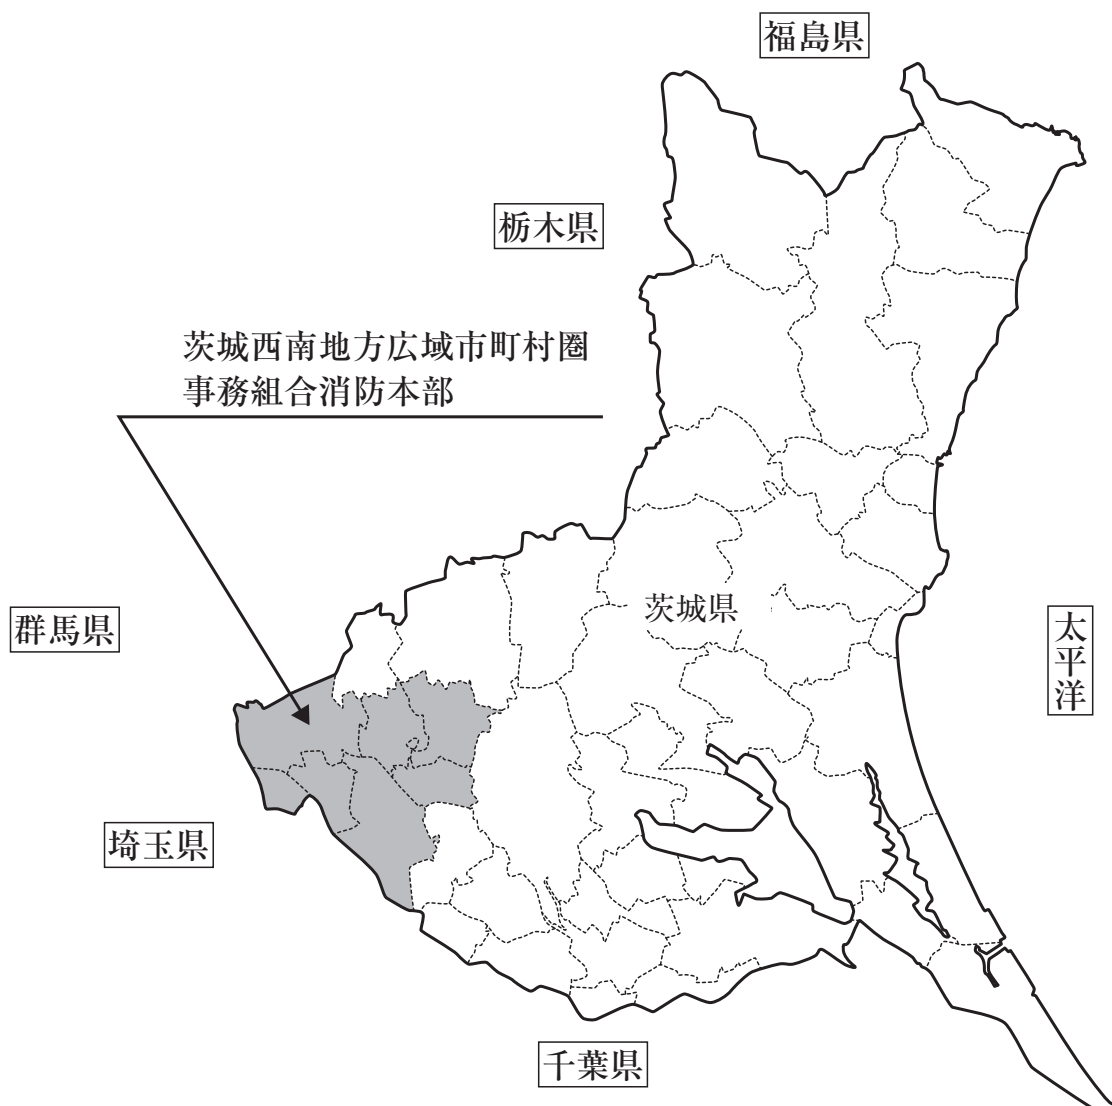 福島県
栃木県
茨城西南地方広域市町村圏
事務組合消防本部
茨城県
群馬県
太平洋
埼玉県
千葉県